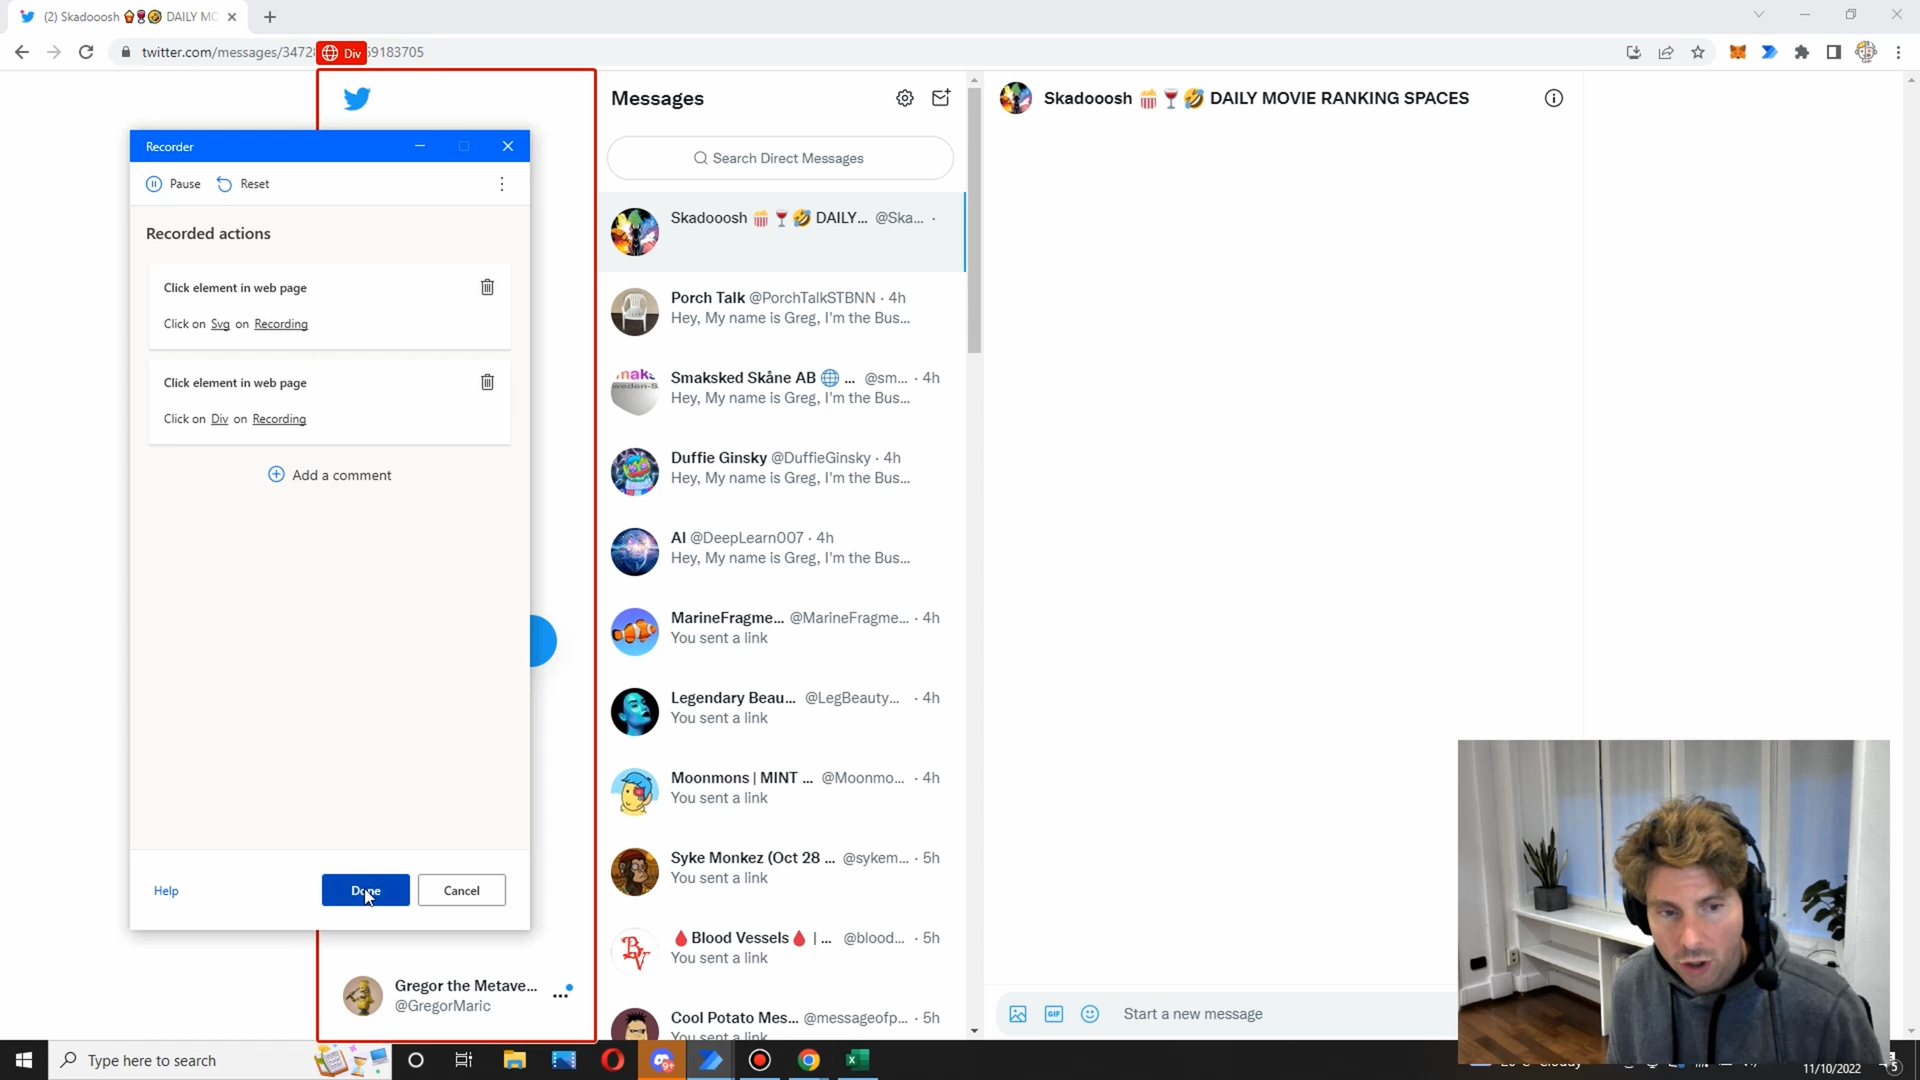 (2) Skadooosh 🍿🍷🤣 DAILY MO
twitter.com/messages/3472
Div
59183705
Recorder
Pause
Reset
Recorded actions
Click element in web page
Click on Svg on Recording
Click element in web page
Click on Div on Recording
Add a comment
Help
Done
Cancel
Gregor the Metave...
@GregorMaric
Messages
Search Direct Messages
Skadooosh 🍿🍷🤣 DAILY... @Ska... ·
Porch Talk @PorchTalkSTBNN · 4h
Hey, My name is Greg, I'm the Bus...
Smaksked Skåne AB 🌐 ... @sm... · 4h
Hey, My name is Greg, I'm the Bus...
Duffie Ginsky @DuffieGinsky · 4h
Hey, My name is Greg, I'm the Bus...
AI @DeepLearn007 · 4h
Hey, My name is Greg, I'm the Bus...
MarineFragme... @MarineFragme... · 4h
You sent a link
Legendary Beau... @LegBeauty... · 4h
You sent a link
Moonmons | MINT ... @Moonmo... · 4h
You sent a link
Syke Monkez (Oct 28 ... @sykem... · 5h
You sent a link
🩸Blood Vessels🩸 | ... @blood... · 5h
You sent a link
Cool Potato Mes... @messageofp... · 5h
You sent a link
Skadooosh 🍿🍷🤣 DAILY MOVIE RANKING SPACES
GIF
Start a new message
Type here to search
11/10/2022
5